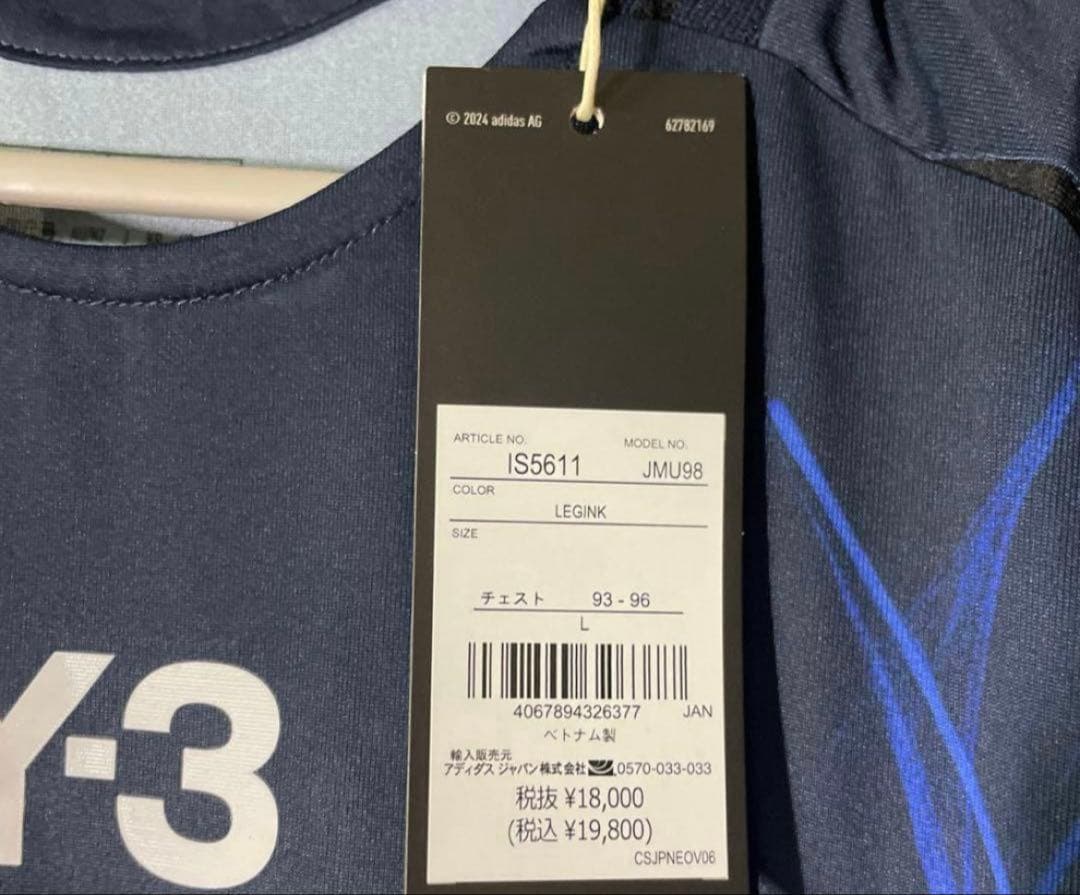 © 2024 adidas AG 62782169
ARTICLE NO. MODEL NO.
IS5611 JMU98
COLOR
LEGINK
SIZE
チェスト 93 - 96
L
4067894326377 JAN
ベトナム製
輸入販売元
アディダス ジャパン株式会社 0570-033-033
税抜 ¥18,000
(税込 ¥19,800)
CSJPNEOV06
Y-3